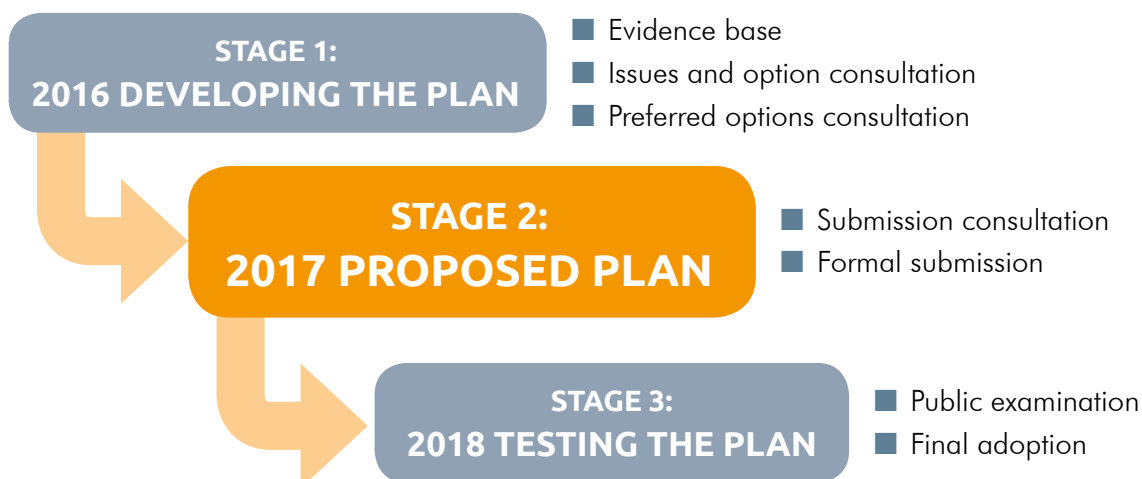 STAGE 1:
2016 DEVELOPING THE PLAN
Evidence base
Issues and option consultation
Preferred options consultation
STAGE 2:
2017 PROPOSED PLAN
Submission consultation
Formal submission
STAGE 3:
2018 TESTING THE PLAN
Public examination
Final adoption